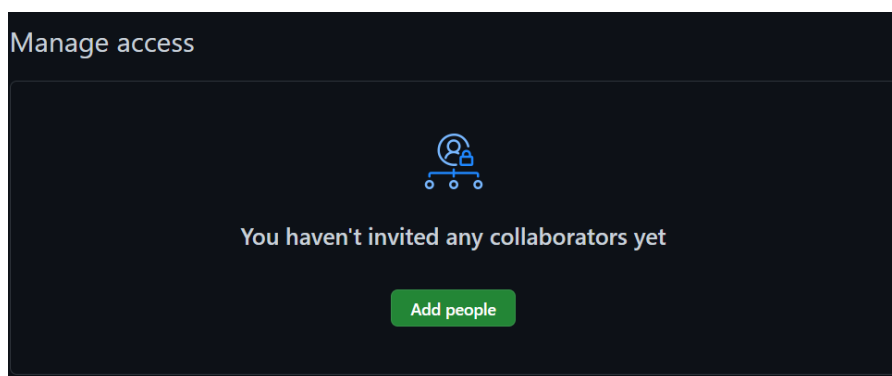 Manage access
You haven't invited any collaborators yet
Add people